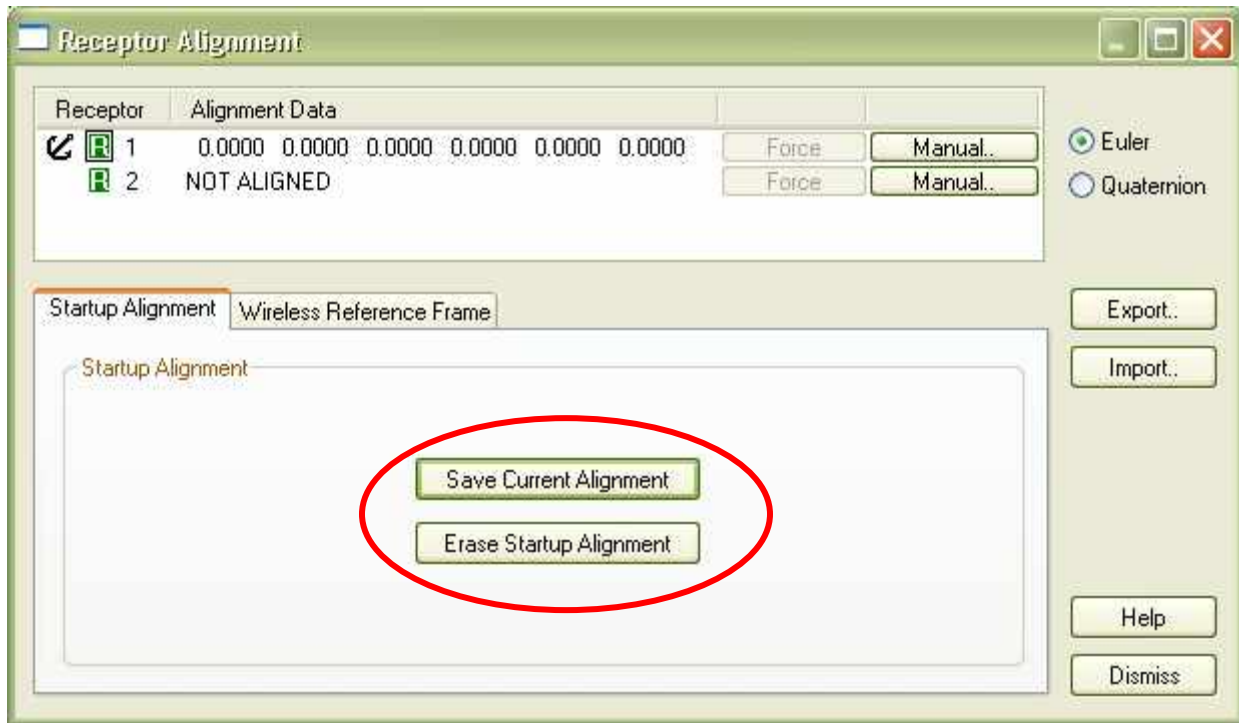 Receptor Alignment
Receptor Alignment Data
R 1 0.0000 0.0000 0.0000 0.0000 0.0000 0.0000 Force Manual..
R 2 NOT ALIGNED Force Manual..
Euler
Quaternion
Startup Alignment Wireless Reference Frame
Startup Alignment
Save Current Alignment
Erase Startup Alignment
Export..
Import..
Help
Dismiss